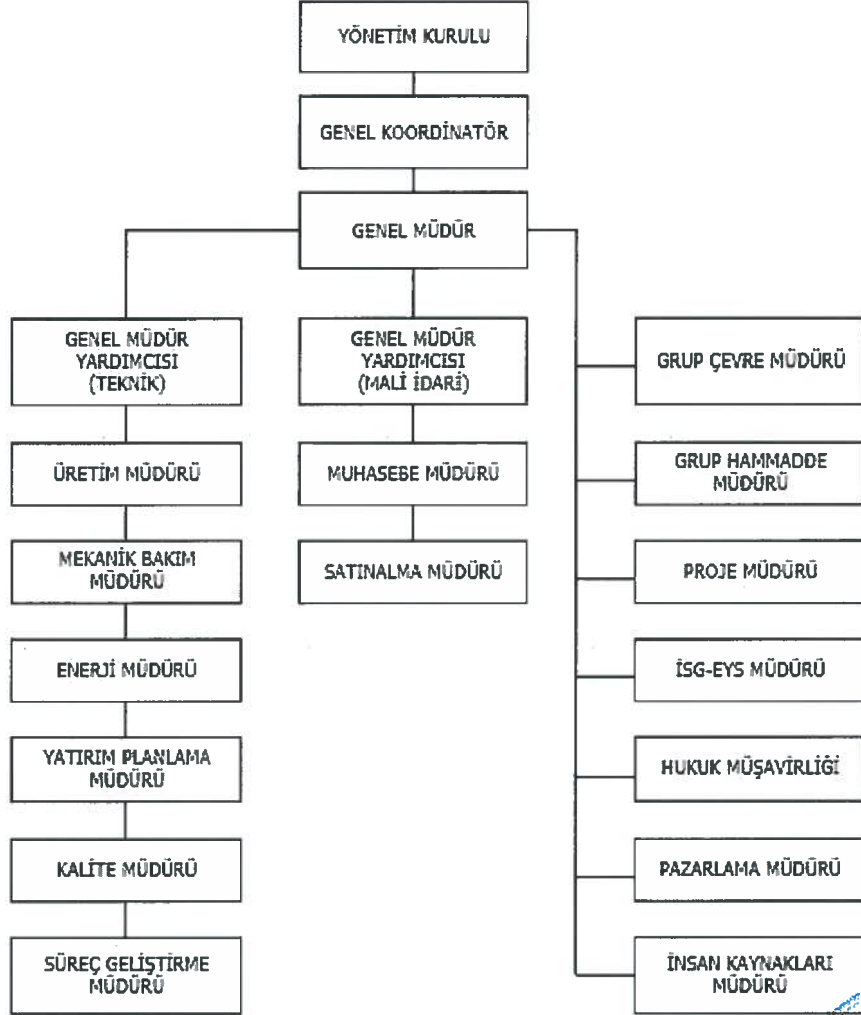 YÖNETİM KURULU
GENEL KOORDİNATÖR
GENEL MÜDÜR
GENEL MÜDÜR
YARDIMCISI
(TEKNİK)
ÜRETİM MÜDÜRÜ
MEKANİK BAKIM
MÜDÜRÜ
ENERJİ MÜDÜRÜ
YATIRIM PLANLAMA
MÜDÜRÜ
KALİTE MÜDÜRÜ
SÜREÇ GELİŞTİRME
MÜDÜRÜ
GENEL MÜDÜR
YARDIMCISI
(MALİ İDARİ)
MUHASEBE MÜDÜRÜ
SATINALMA MÜDÜRÜ
GRUP ÇEVRE MÜDÜRÜ
GRUP HAMMADDE
MÜDÜRÜ
PROJE MÜDÜRÜ
İSG-EYS MÜDÜRÜ
HUKUK MÜŞAVİRLİĞİ
PAZARLAMA MÜDÜRÜ
İNSAN KAYNAKLARI
MÜDÜRÜ